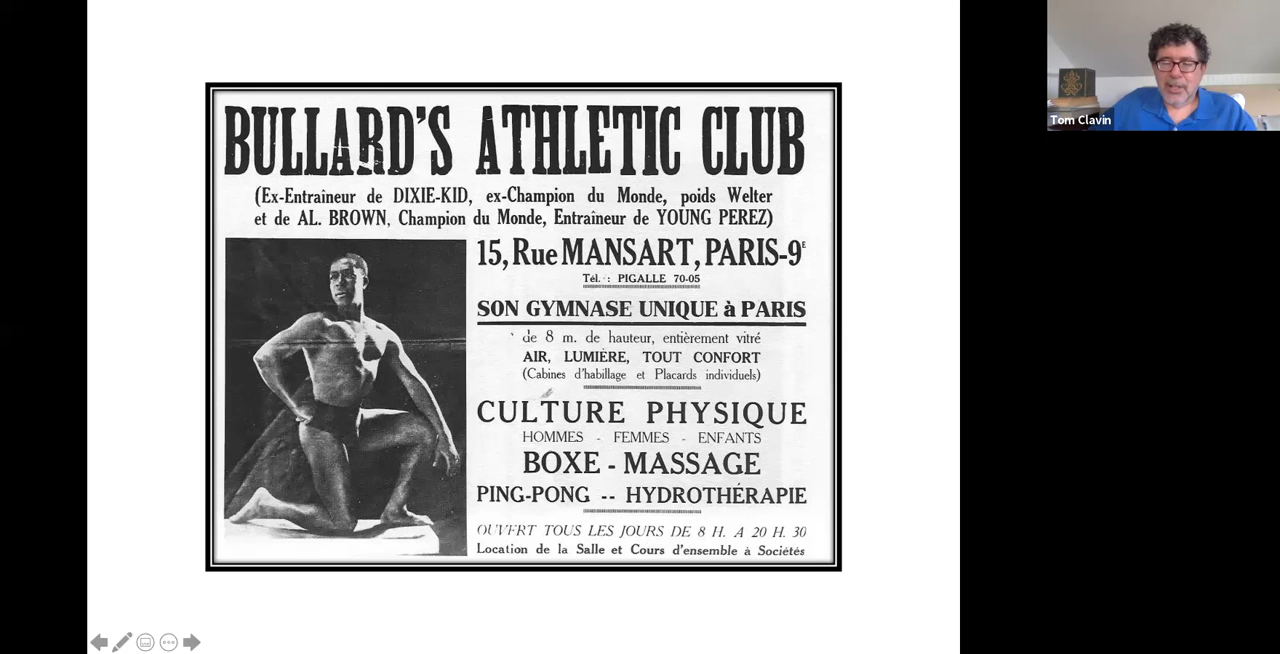 BULLARD'S ATHLETIC CLUB
(Ex-Entraîneur de DIXIE-KID, ex-Champion du Monde, poids Welter
et de AL. BROWN, Champion du Monde, Entraîneur de YOUNG PEREZ)
15, Rue MANSART, PARIS-9E
Tél. : PIGALLE 70-05
SON GYMNASE UNIQUE à PARIS
de 8 m. de hauteur, entièrement vitré
AIR, LUMIÈRE, TOUT CONFORT
(Cabines d'habillage et Placards individuels)
CULTURE PHYSIQUE
HOMMES - FEMMES - ENFANTS
BOXE - MASSAGE
PING-PONG -- HYDROTHÉRAPIE
OUVERT TOUS LES JOURS DE 8 H. A 20 H. 30
Location de la Salle et Cours d'ensemble à Sociétés
Tom Clavin